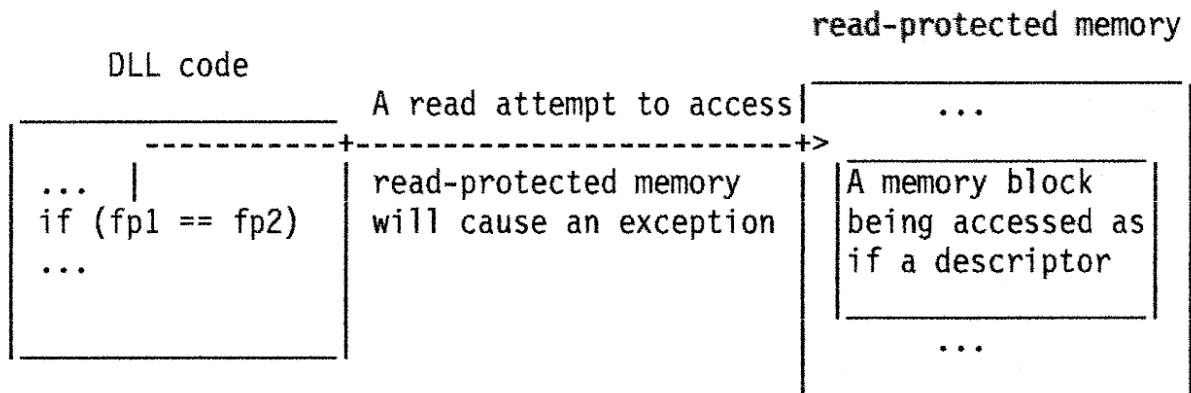 read-protected memory
DLL code
A read attempt to access
...
-----------+-------------------------+>
... |
read-protected memory
A memory block
if (fp1 == fp2)
will cause an exception
being accessed as
...
if a descriptor
...